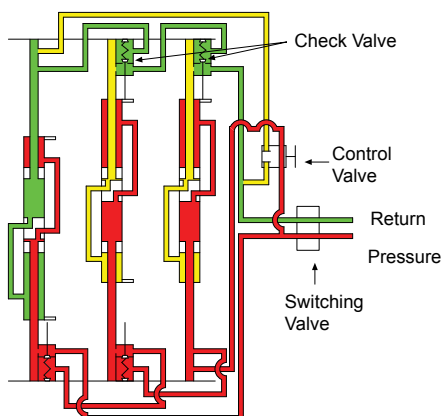 Check Valve
Control
Valve
Return
Pressure
Switching
Valve